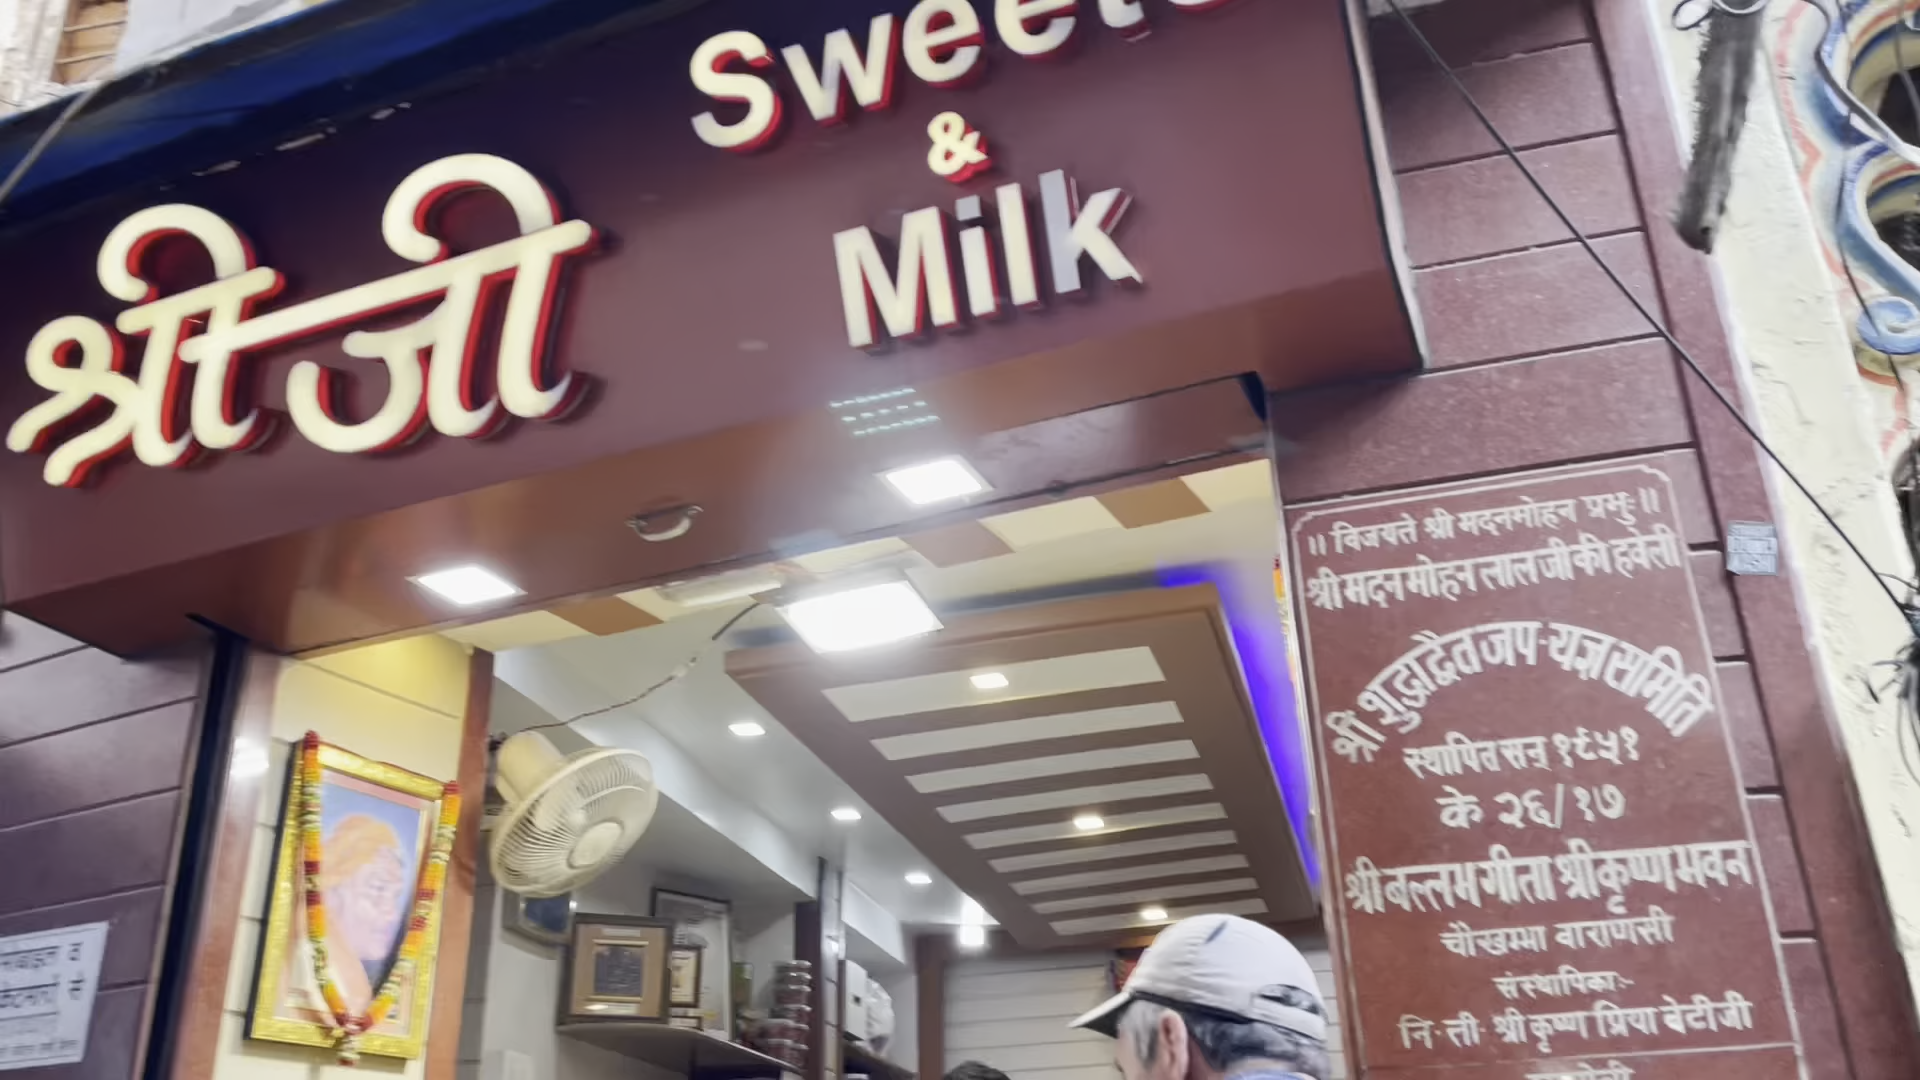 श्रीजी
Sweets
&
Milk
।। विजयते श्री मदनमोहन प्रभुः ।।
श्री मदनमोहन लाल जी की हवेली
श्री शुद्धाद्वैत जप-यज्ञ समिति
स्थापित सन् १९५१
के २६/१७
श्री बल्लभ गीता श्रीकृष्ण भवन
चौखम्भा वाराणसी
संस्थापिकाः-
नि·ली· श्री कृष्ण प्रिया बेटीजी